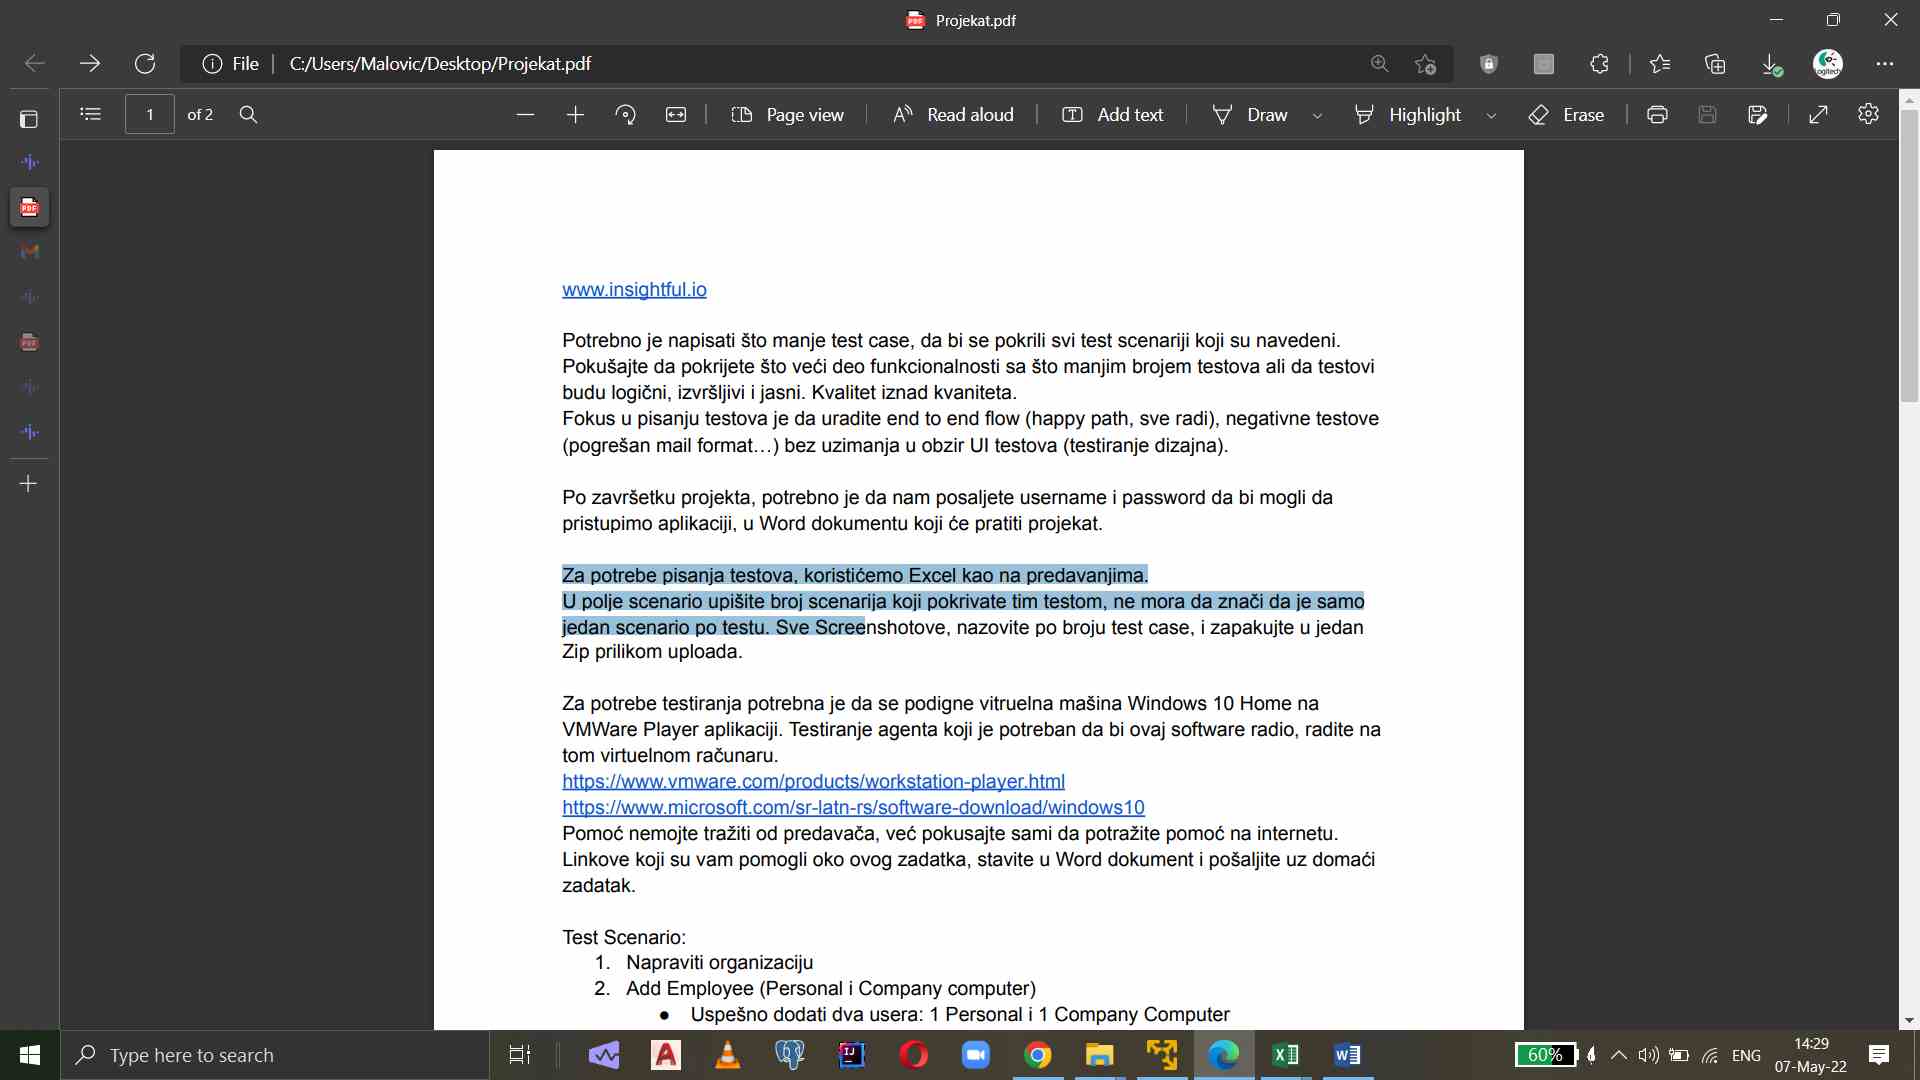 Projekat.pdf
File
C:/Users/Malovic/Desktop/Projekat.pdf
1 of 2
Page view
Read aloud
Add text
Draw
Highlight
Erase
www.insightful.io
Potrebno je napisati što manje test case, da bi se pokrili svi test scenariji koji su navedeni.
Pokušajte da pokrijete što veći deo funkcionalnosti sa što manjim brojem testova ali da testovi
budu logični, izvršljivi i jasni. Kvalitet iznad kvaniteta.
Fokus u pisanju testova je da uradite end to end flow (happy path, sve radi), negativne testove
(pogrešan mail format…) bez uzimanja u obzir UI testova (testiranje dizajna).
Po završetku projekta, potrebno je da nam posaljete username i password da bi mogli da
pristupimo aplikaciji, u Word dokumentu koji će pratiti projekat.
Za potrebe pisanja testova, koristićemo Excel kao na predavanjima.
U polje scenario upišite broj scenarija koji pokrivate tim testom, ne mora da znači da je samo
jedan scenario po testu. Sve Screenshotove, nazovite po broju test case, i zapakujte u jedan
Zip prilikom uploada.
Za potrebe testiranja potrebna je da se podigne vitruelna mašina Windows 10 Home na
VMWare Player aplikaciji. Testiranje agenta koji je potreban da bi ovaj software radio, radite na
tom virtuelnom računaru.
https://www.vmware.com/products/workstation-player.html
https://www.microsoft.com/sr-latn-rs/software-download/windows10
Pomoć nemojte tražiti od predavača, već pokusajte sami da potražite pomoć na internetu.
Linkove koji su vam pomogli oko ovog zadatka, stavite u Word dokument i pošaljite uz domaći
zadatak.
Test Scenario:
1. Napraviti organizaciju
2. Add Employee (Personal i Company computer)
● Uspešno dodati dva usera: 1 Personal i 1 Company Computer
Type here to search
60%
ENG
14:29
07-May-22